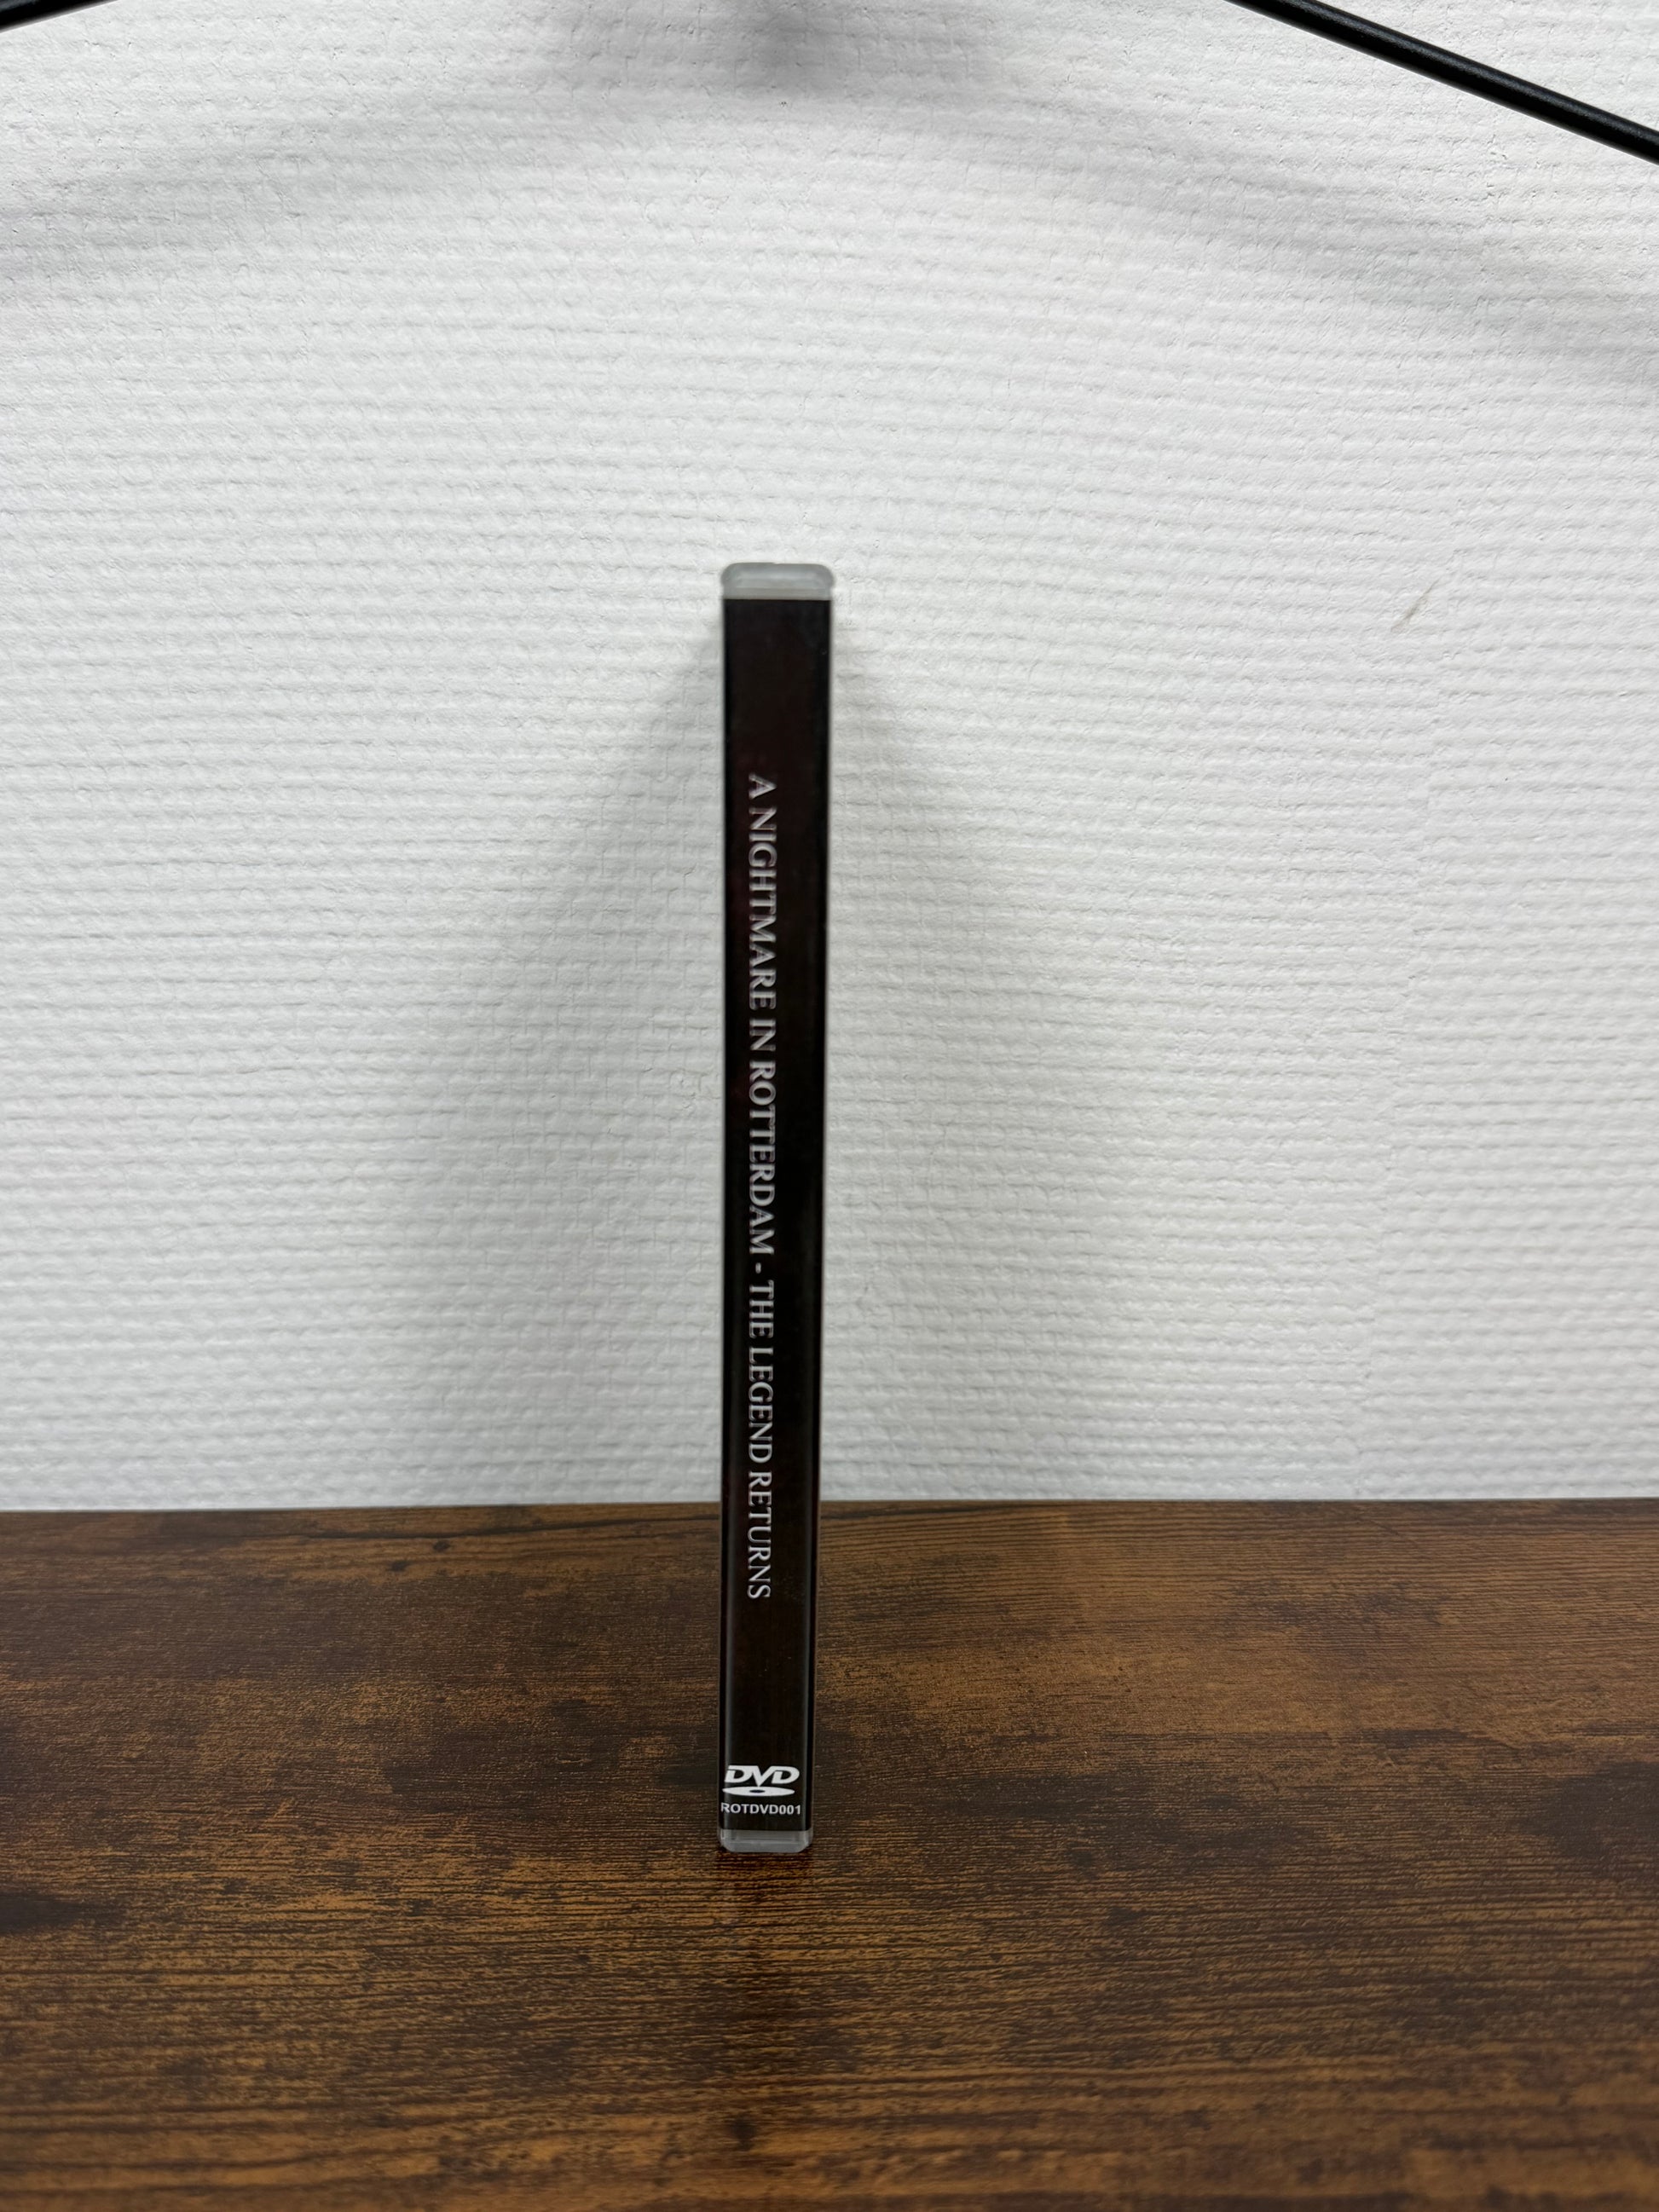 A NIGHTMARE IN ROTTERDAM - THE LEGEND RETURNS
DVD
ROTDVD001